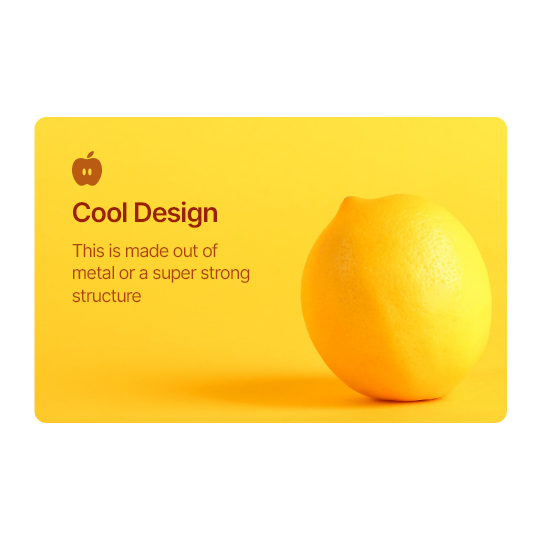 Cool Design
This is made out of
metal or a super strong
structure